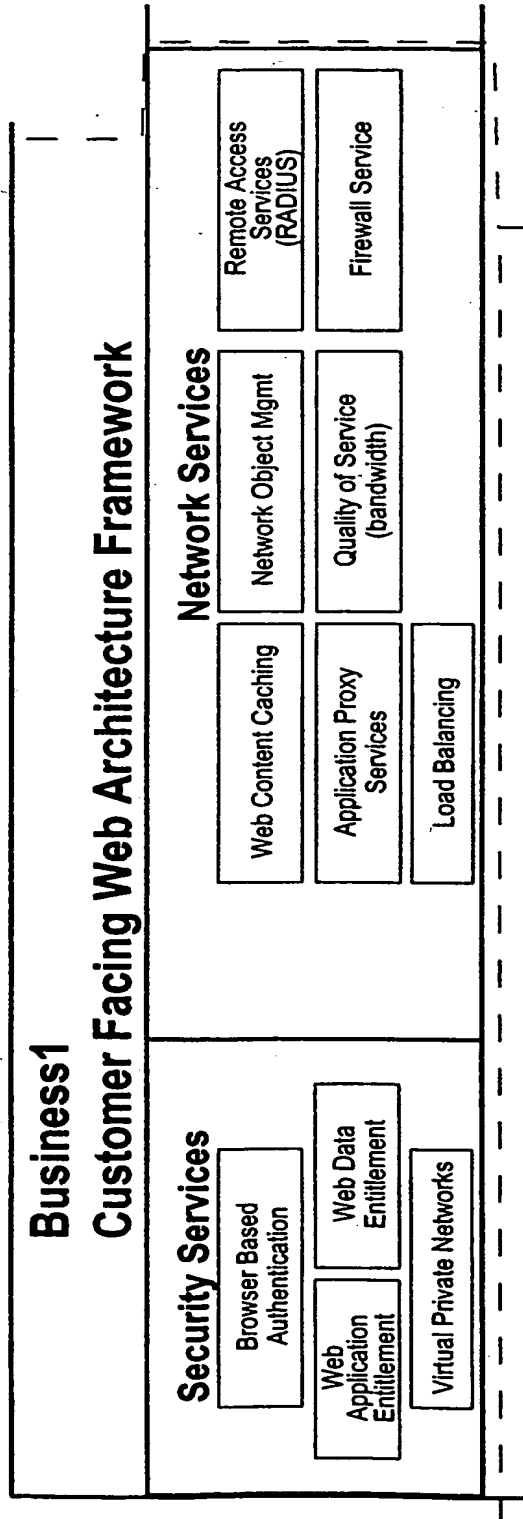 Business1
Customer Facing Web Architecture Framework
Security Services
Browser Based
Authentication
Web
Application
Entitlement
Web Data
Entitlement
Virtual Private Networks
Network Services
Web Content Caching
Network Object Mgmt
Remote Access
Services
(RADIUS)
Application Proxy
Services
Quality of Service
(bandwidth)
Firewall Service
Load Balancing